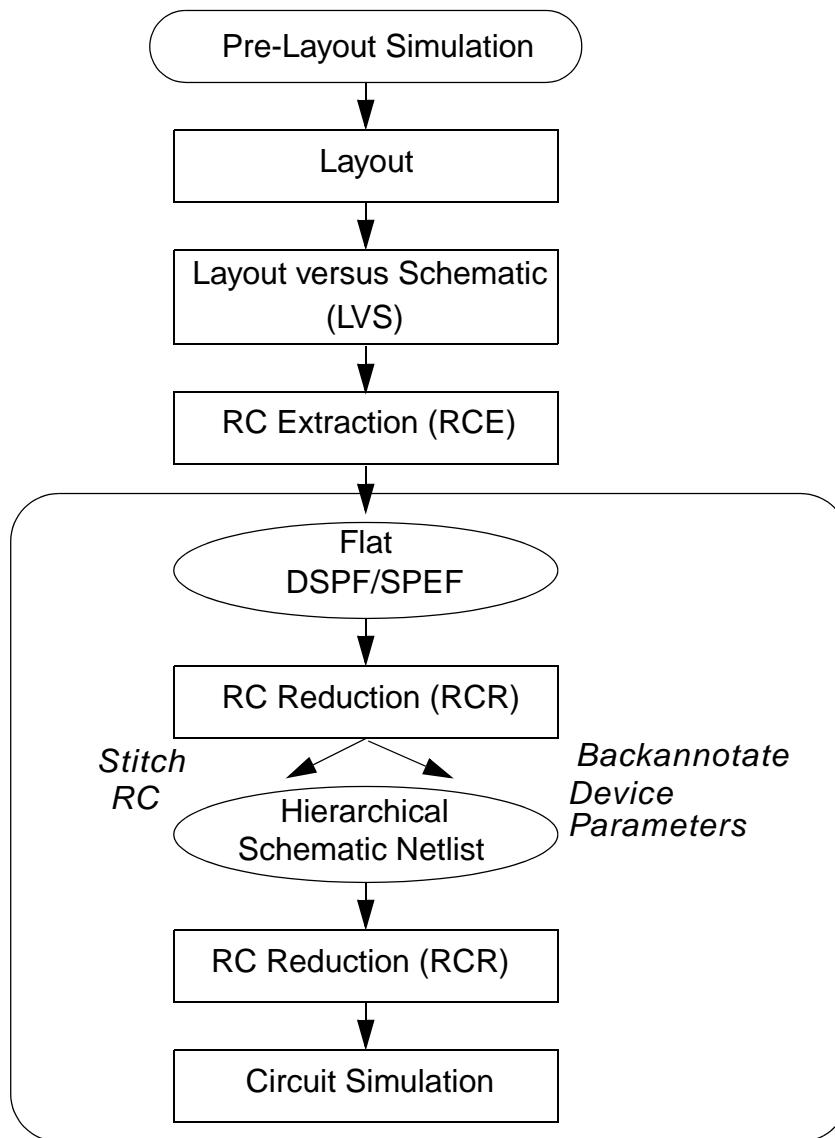 Pre-Layout Simulation
Layout
Layout versus Schematic
(LVS)
RC Extraction (RCE)
Flat
DSPF/SPEF
RC Reduction (RCR)
Stitch
RC
Backannotate
Device
Parameters
Hierarchical
Schematic Netlist
RC Reduction (RCR)
Circuit Simulation